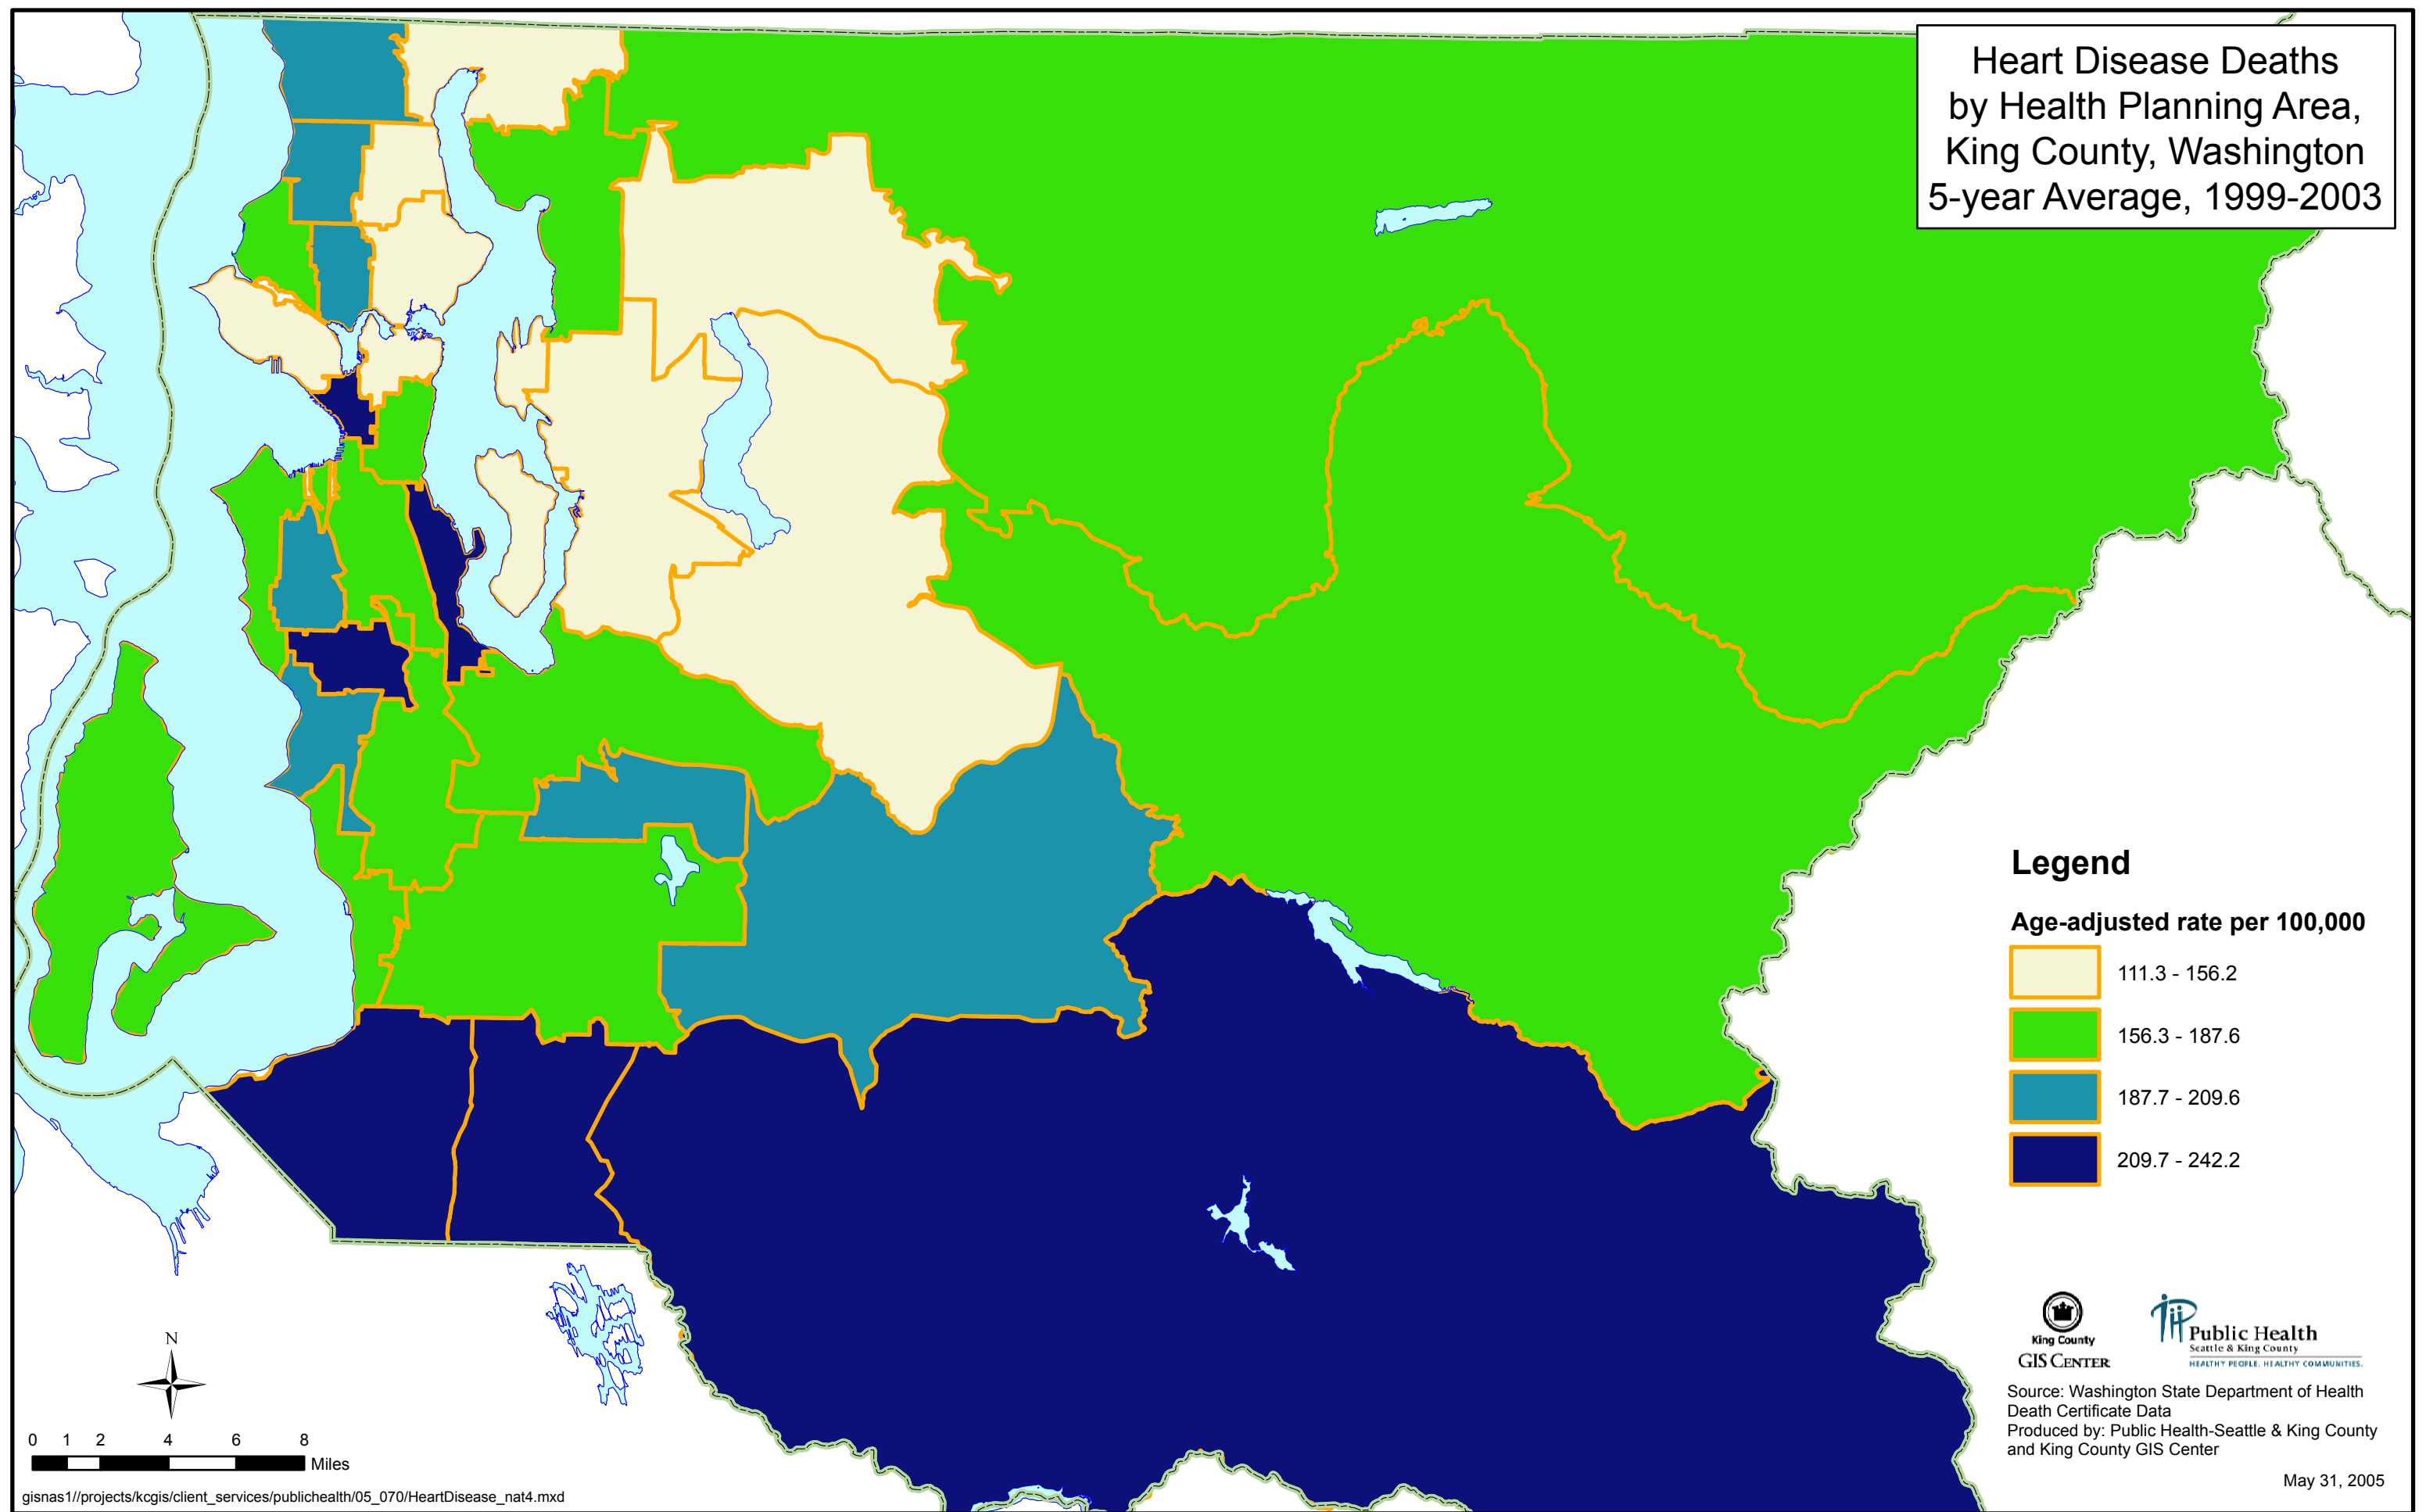 Heart Disease Deaths
by Health Planning Area,
King County, Washington
5-year Average, 1999-2003
Legend
Age-adjusted rate per 100,000
111.3 - 156.2
156.3 - 187.6
187.7 - 209.6
209.7 - 242.2
King County
GIS CENTER
Public Health
Seattle & King County
HEALTHY PEOPLE. HEALTHY COMMUNITIES.
Source: Washington State Department of Health
Death Certificate Data
Produced by: Public Health-Seattle & King County
and King County GIS Center
May 31, 2005
N
0 1 2 4 6 8
Miles
gisnas1//projects/kcgis/client_services/publichealth/05_070/HeartDisease_nat4.mxd